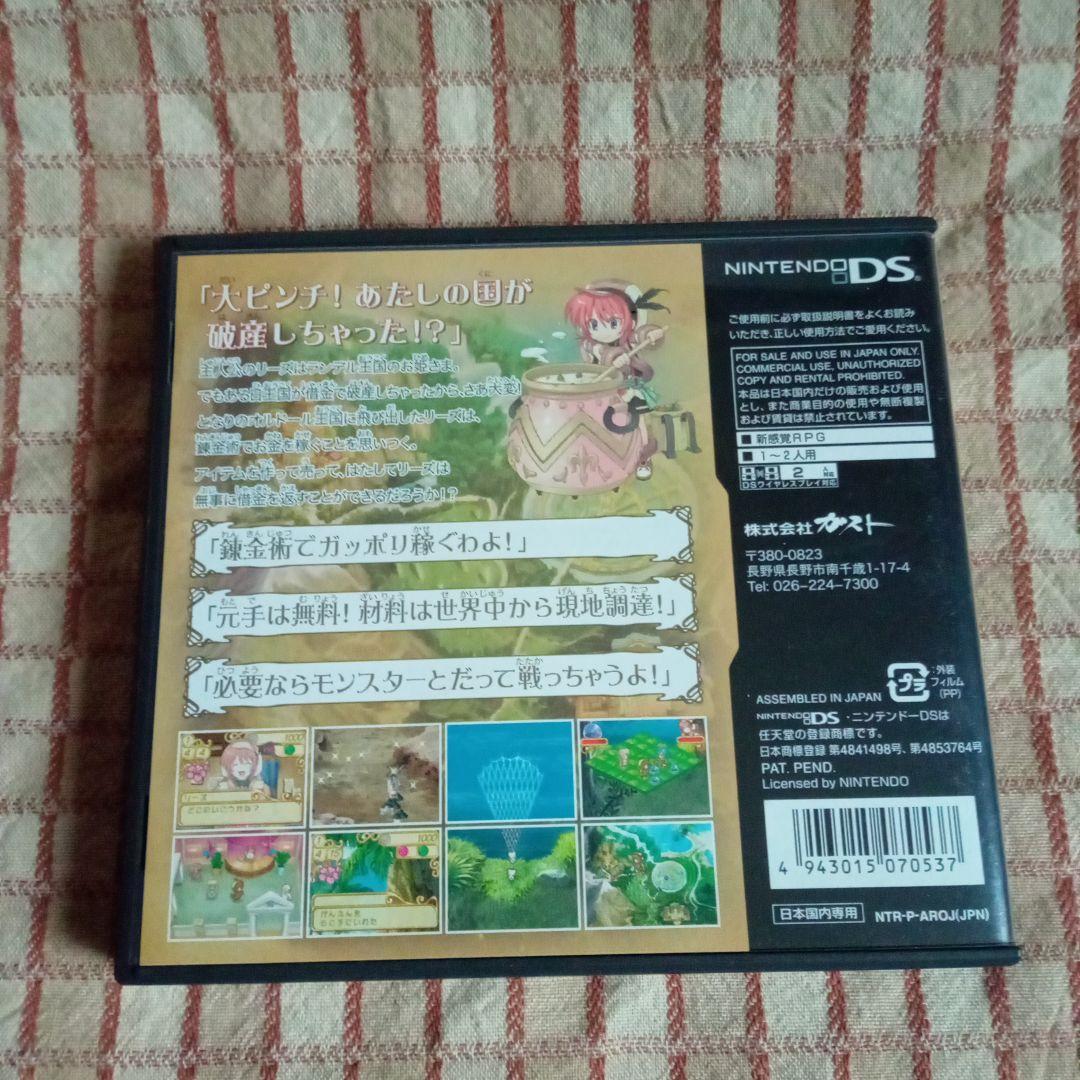 「大ピンチ！あたしの国が
破産しちゃった！？」
主人公のリーズはテンデル王国のお姫さま。
でもある日王国が借金で破産しちゃったから、さあ大変！
となりのオルドール王国に飛び出したリーズは、
錬金術でお金を稼ぐことを思いつく。
アイテムを作って売って、はたしてリーズは
無事に借金を返すことができるだろうか！？
「錬金術でガッポリ稼ぐわよ！」
「元手は無料！材料は世界中から現地調達！」
「必要ならモンスターとだって戦っちゃうよ！」
1000
リーズ
どこにいこうかな？
1000
NINTENDO DS
ご使用前に必ず取扱説明書をよくお読み
いただき、正しい使用方法でご愛用ください。
FOR SALE AND USE IN JAPAN ONLY.
COMMERCIAL USE, UNAUTHORIZED
COPY AND RENTAL PROHIBITED.
本品は日本国内だけの販売および使用
とし、また商業目的の使用や無断複製
および賃貸は禁止されています。
新感覚RPG
1〜2人用
2人対応
DSワイヤレスプレイ対応
株式会社ガスト
〒380-0823
長野県長野市南千歳1-17-4
Tel: 026-224-7300
プラ
:外装
フィルム
(PP)
ASSEMBLED IN JAPAN
NINTENDO DS・ニンテンドーDSは
任天堂の登録商標です。
日本商標登録 第4841498号、第4853764号
PAT. PEND.
Licensed by NINTENDO
4 943015 070537
日本国内専用
NTR-P-AROJ(JPN)